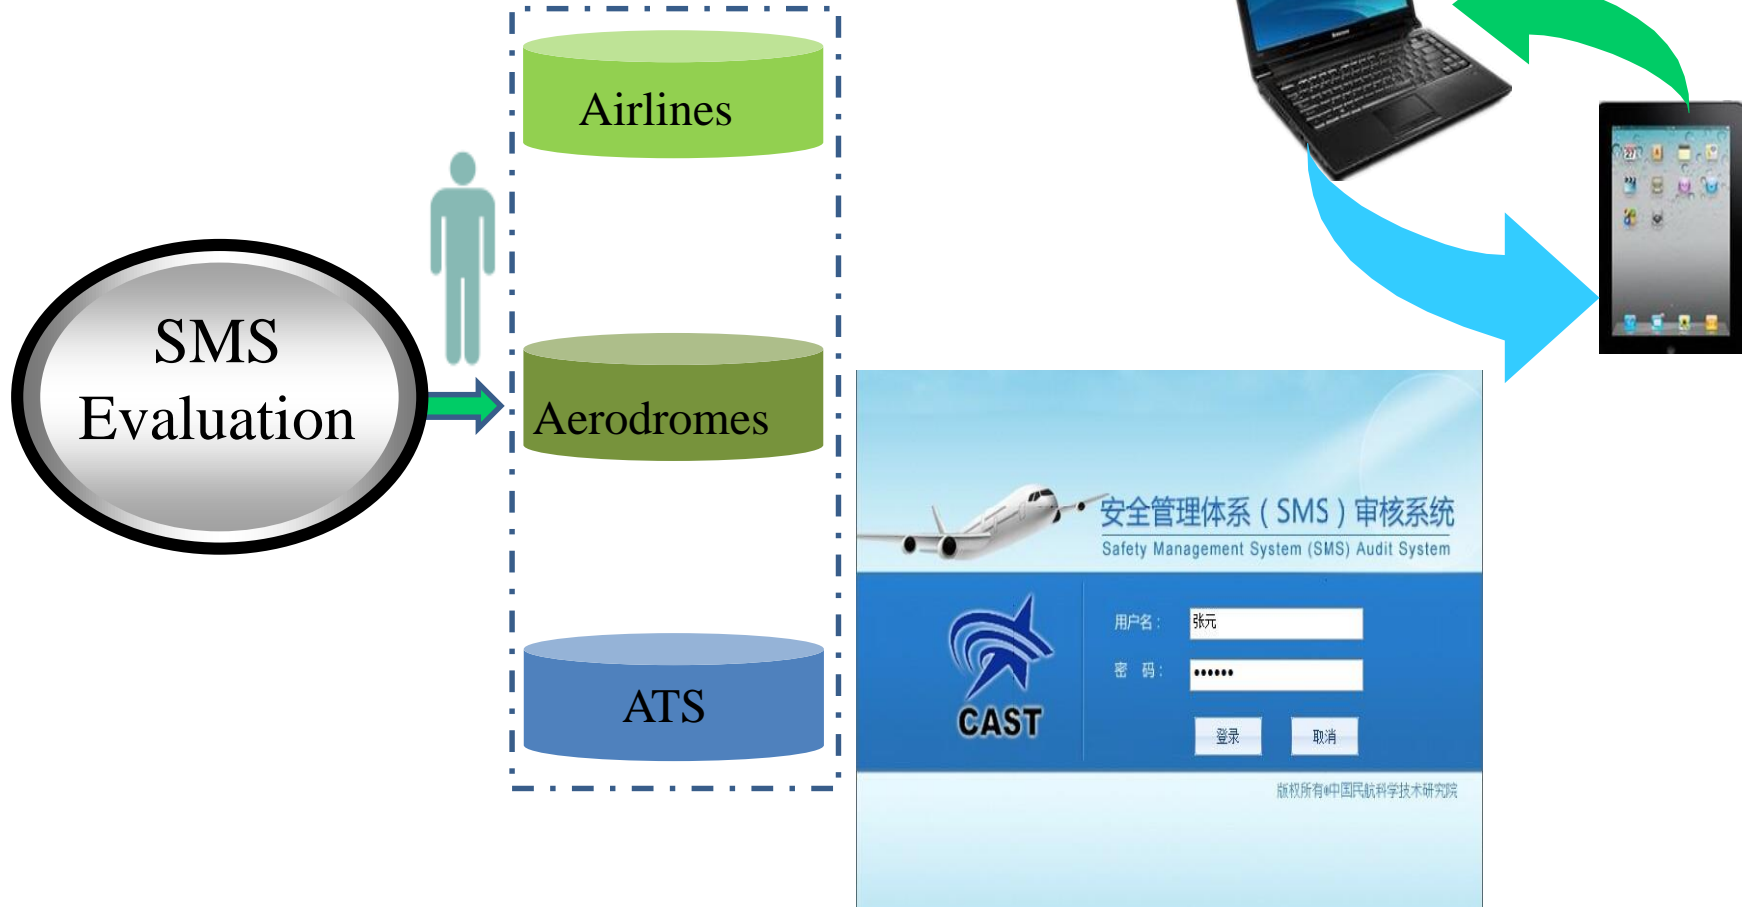 Airlines
SMS
Evaluation
Aerodromes
ATS
安全管理体系（SMS）审核系统
Safety Management System (SMS) Audit System
用户名：
张元
密 码：
••••••
CAST
登录
取消
版权所有©中国民航科学技术研究院
27